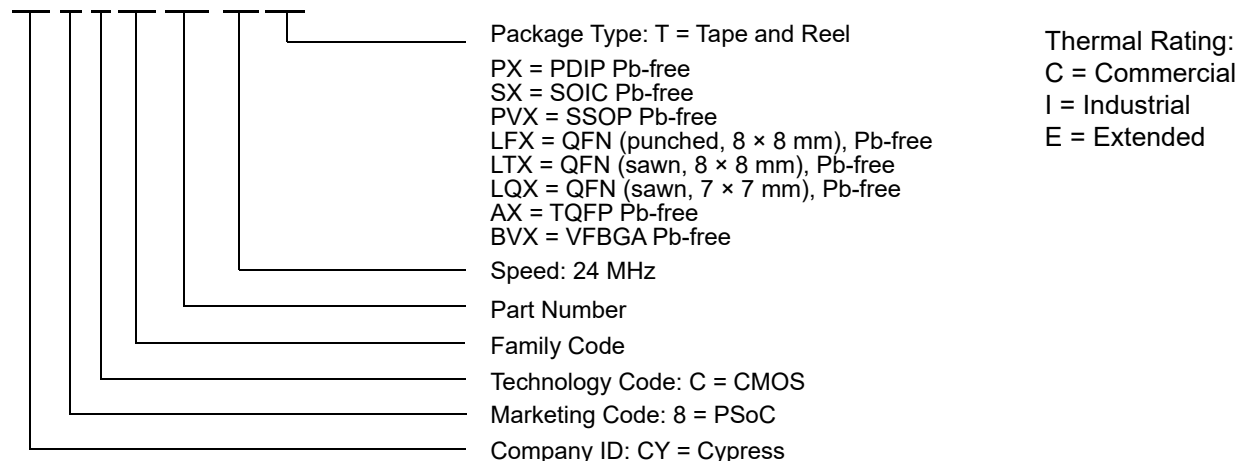 Package Type: T = Tape and Reel
PX = PDIP Pb-free
SX = SOIC Pb-free
PVX = SSOP Pb-free
LFX = QFN (punched, 8 × 8 mm), Pb-free
LTX = QFN (sawn, 8 × 8 mm), Pb-free
LQX = QFN (sawn, 7 × 7 mm), Pb-free
AX = TQFP Pb-free
BVX = VFBGA Pb-free
Speed: 24 MHz
Part Number
Family Code
Technology Code: C = CMOS
Marketing Code: 8 = PSoC
Company ID: CY = Cypress
Thermal Rating:
C = Commercial
I = Industrial
E = Extended